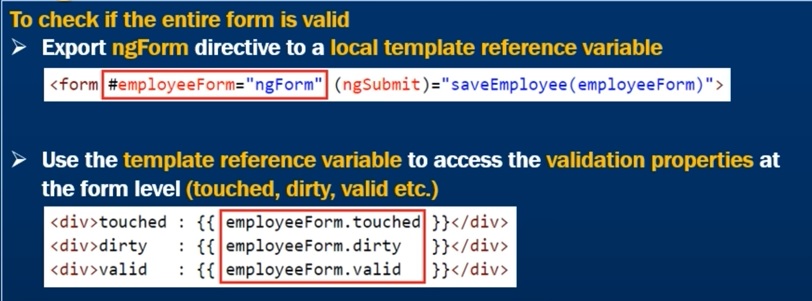 To check if the entire form is valid
➢ Export ngForm directive to a local template reference variable
<form #employeeForm="ngForm" (ngSubmit)="saveEmployee(employeeForm)">
➢ Use the template reference variable to access the validation properties at
the form level (touched, dirty, valid etc.)
<div>touched : {{ employeeForm.touched }}</div>
<div>dirty   : {{ employeeForm.dirty   }}</div>
<div>valid   : {{ employeeForm.valid   }}</div>